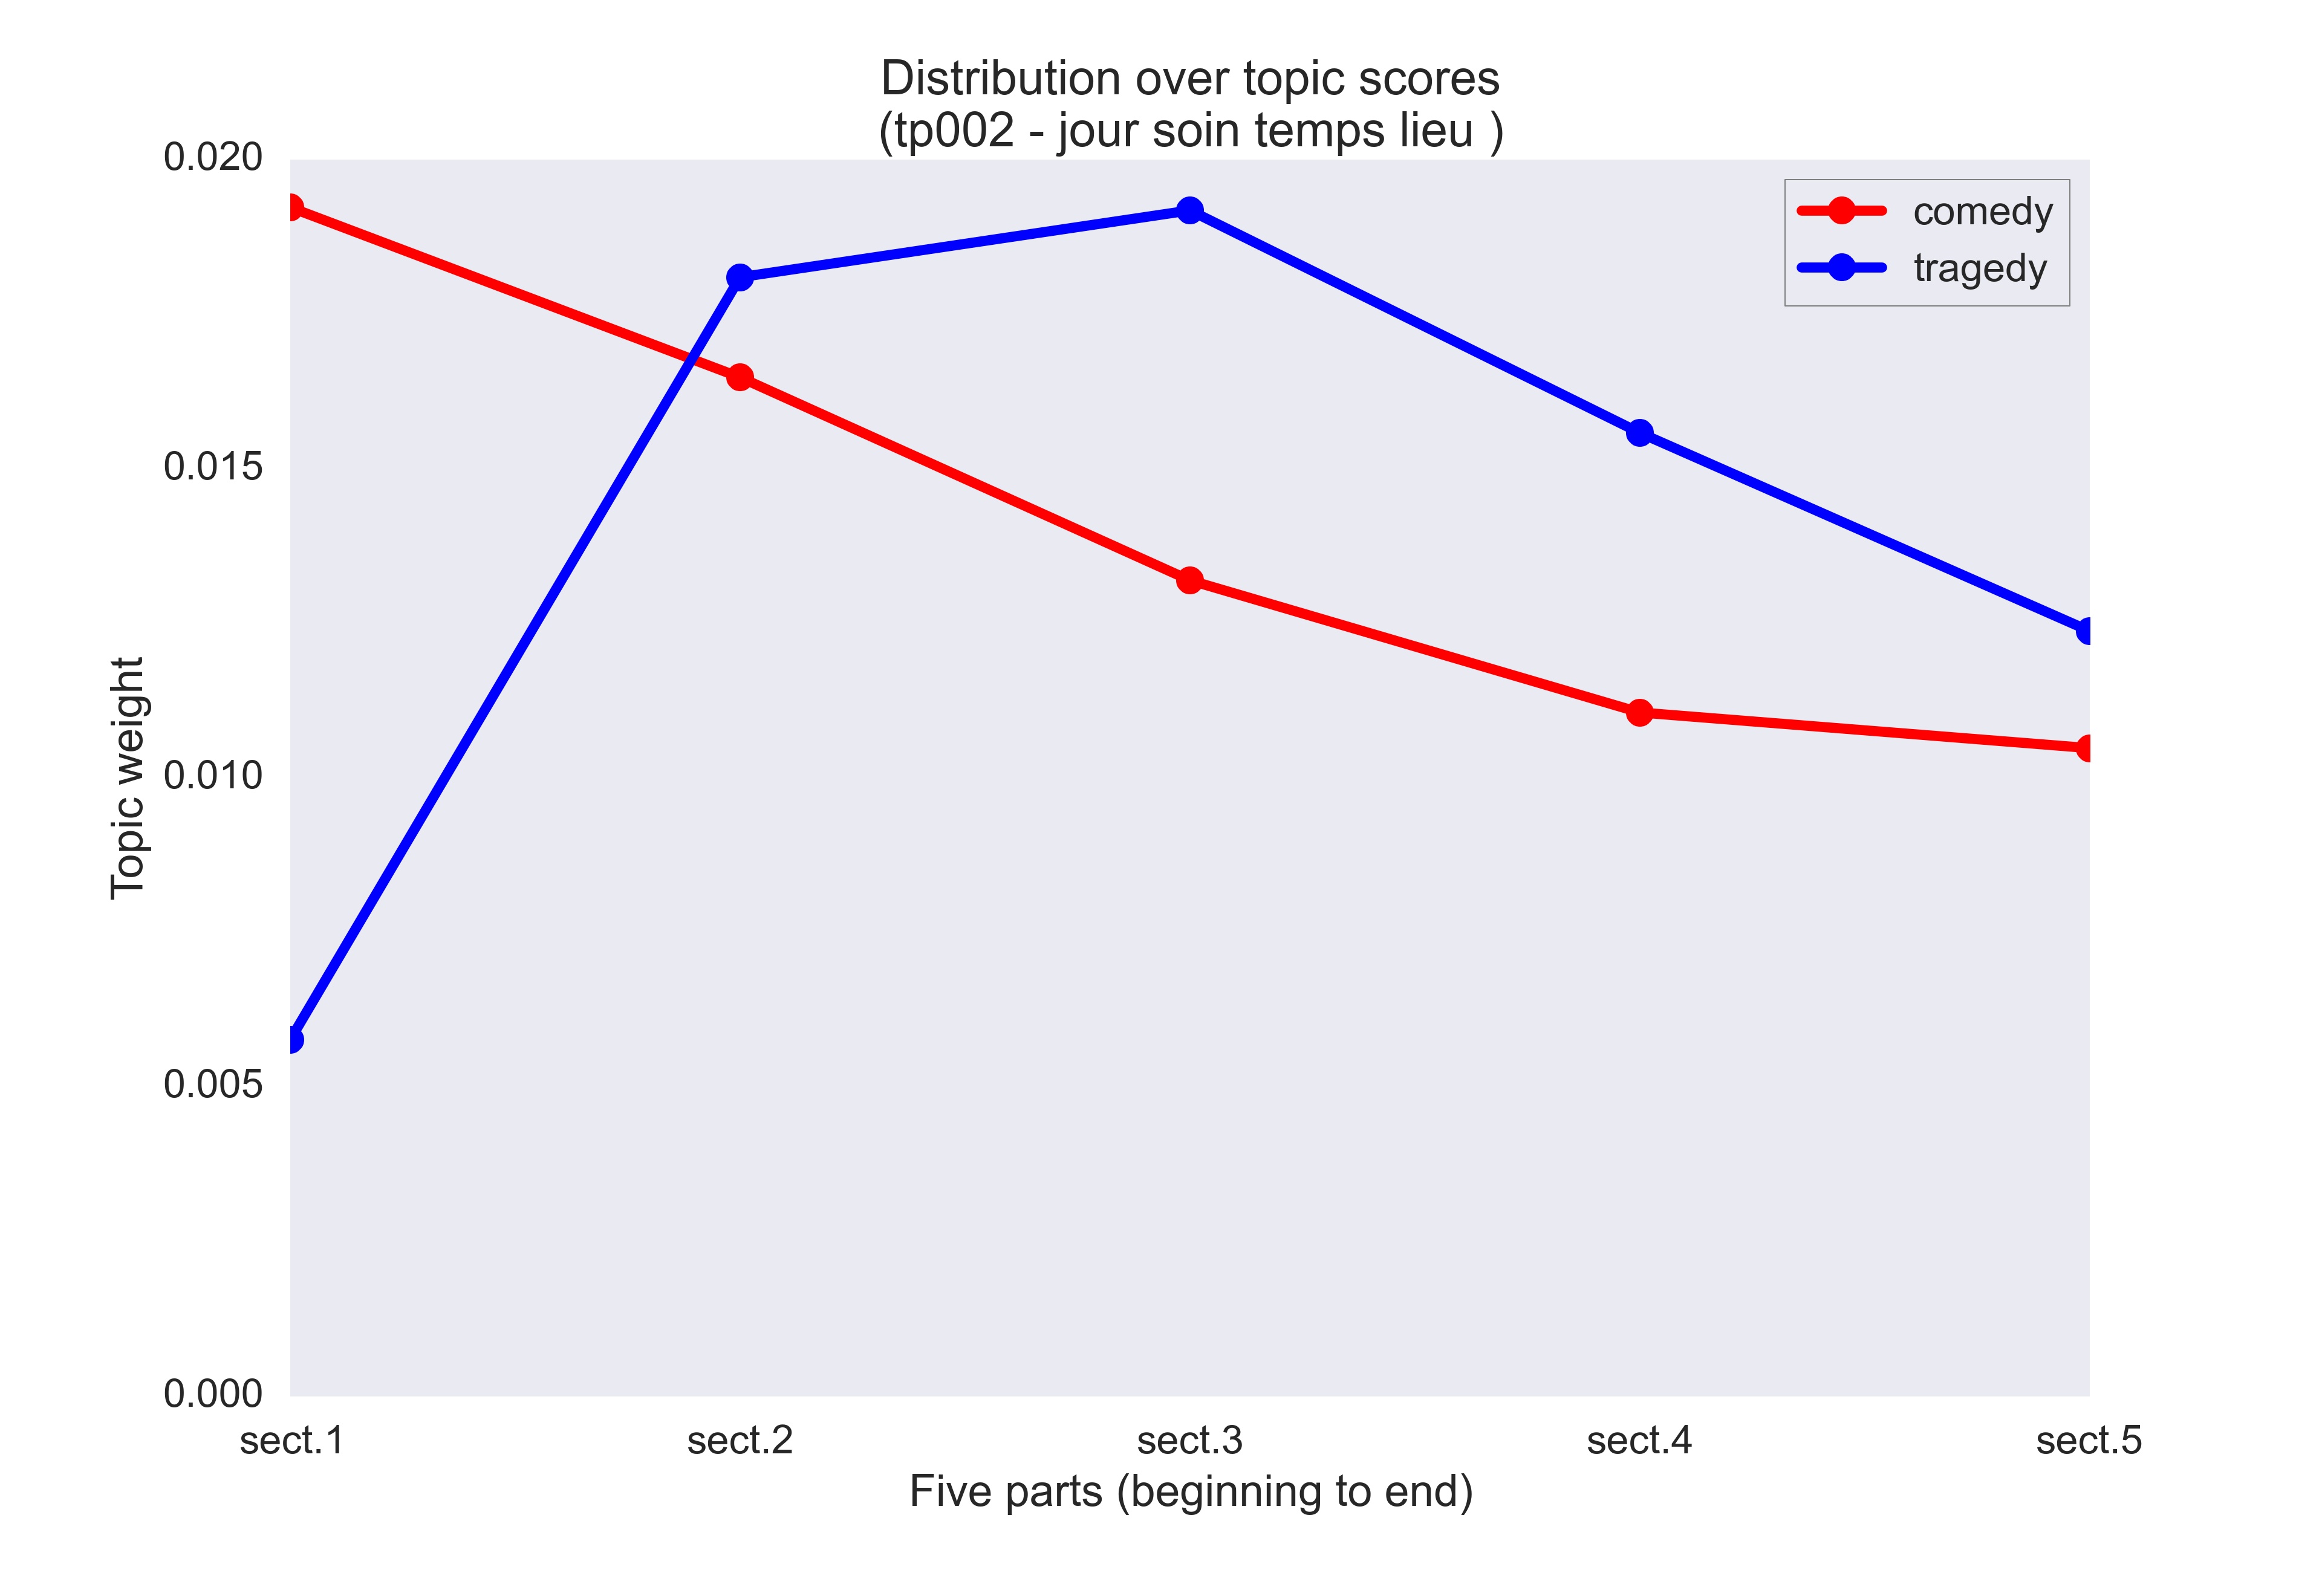 Distribution over topic scores
(tp002 - jour soin temps lieu )
0.020
comedy
tragedy
0.015
0.010
0.005
0.000
Topic weight
sect.1
sect.2
sect.3
sect.4
sect.5
Five parts (beginning to end)